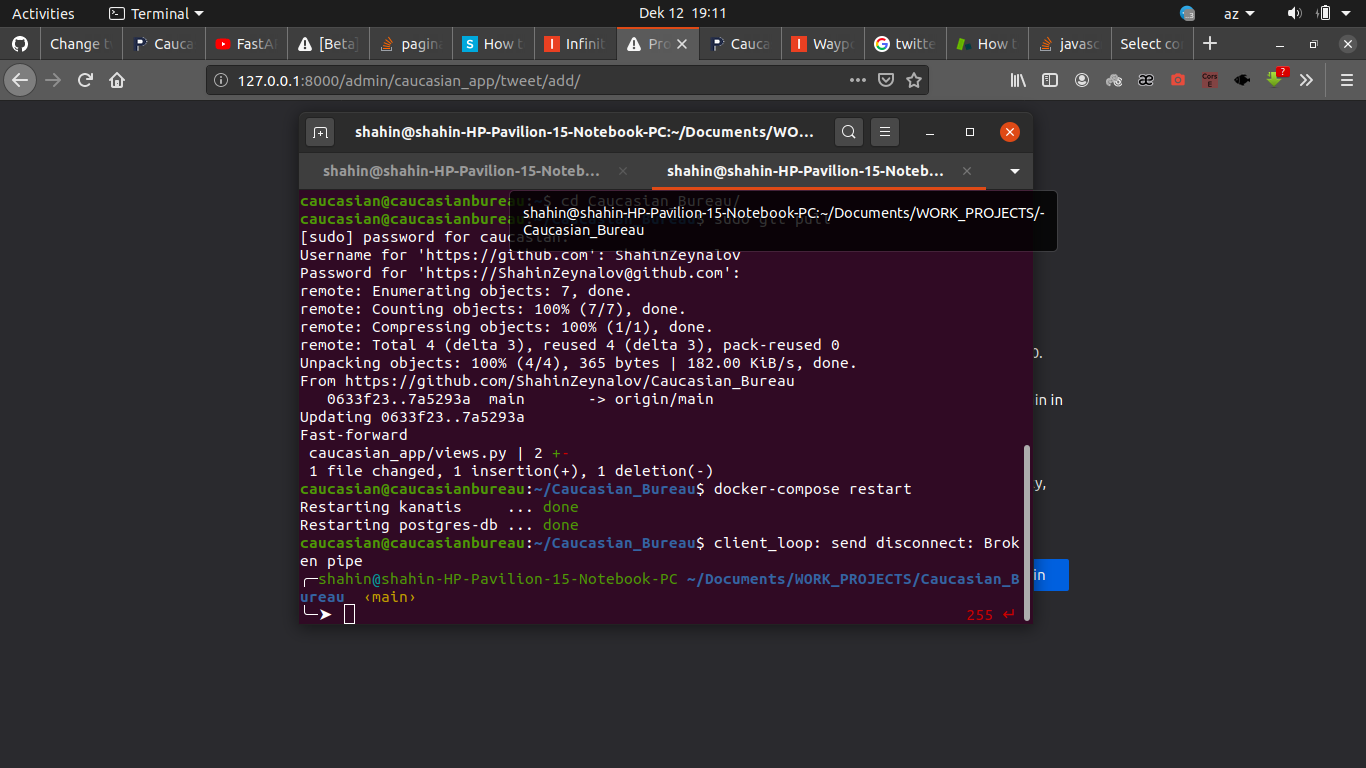 Activities
Terminal
Dek 12 19:11
az
Change t
Cauca
FastA
[Beta]
pagin
How t
Infinit
Pro
Cauca
Wayp
twitte
How t
javasc
Select co
127.0.0.1:8000/admin/caucasian_app/tweet/add/
shahin@shahin-HP-Pavilion-15-Notebook-PC:~/Documents/WO...
shahin@shahin-HP-Pavilion-15-Noteb...
shahin@shahin-HP-Pavilion-15-Noteb...
caucasian@caucasianbureau:~$ cd Caucasian_Bureau/
caucasian@caucasianbureau:~/Caucasian_Bureau$ sudo git pull
shahin@shahin-HP-Pavilion-15-Notebook-PC:~/Documents/WORK_PROJECTS/-
Caucasian_Bureau
[sudo] password for caucasian:
Username for 'https://github.com': ShahinZeynalov
Password for 'https://ShahinZeynalov@github.com':
remote: Enumerating objects: 7, done.
remote: Counting objects: 100% (7/7), done.
remote: Compressing objects: 100% (1/1), done.
remote: Total 4 (delta 3), reused 4 (delta 3), pack-reused 0
Unpacking objects: 100% (4/4), 365 bytes | 182.00 KiB/s, done.
From https://github.com/ShahinZeynalov/Caucasian_Bureau
0633f23..7a5293a main -> origin/main
Updating 0633f23..7a5293a
Fast-forward
caucasian_app/views.py | 2 +-
1 file changed, 1 insertion(+), 1 deletion(-)
caucasian@caucasianbureau:~/Caucasian_Bureau$ docker-compose restart
Restarting kanatis ... done
Restarting postgres-db ... done
caucasian@caucasianbureau:~/Caucasian_Bureau$ client_loop: send disconnect: Brok
en pipe
shahin@shahin-HP-Pavilion-15-Notebook-PC ~/Documents/WORK_PROJECTS/Caucasian_B
ureau ‹main›
255 ↵
0.
in in
y,
in